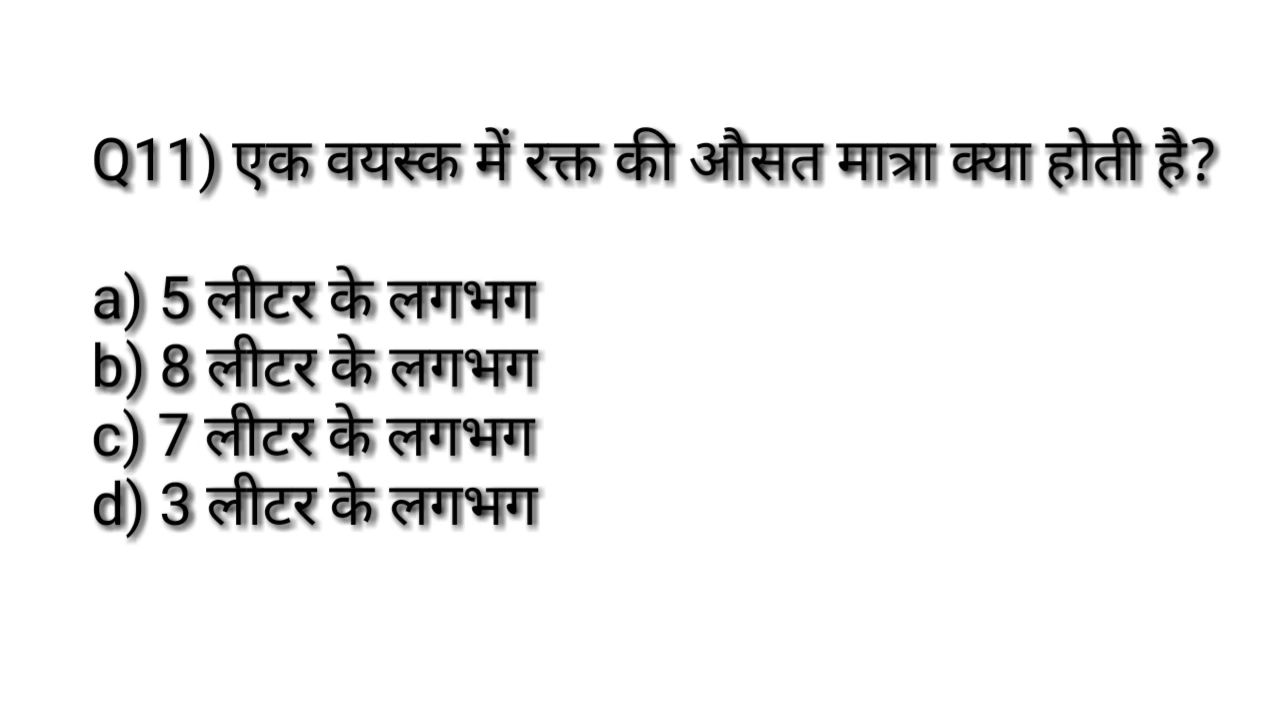 Q11) एक वयस्क में रक्त की औसत मात्रा क्या होती है?
a) 5 लीटर के लगभग
b) 8 लीटर के लगभग
c) 7 लीटर के लगभग
d) 3 लीटर के लगभग